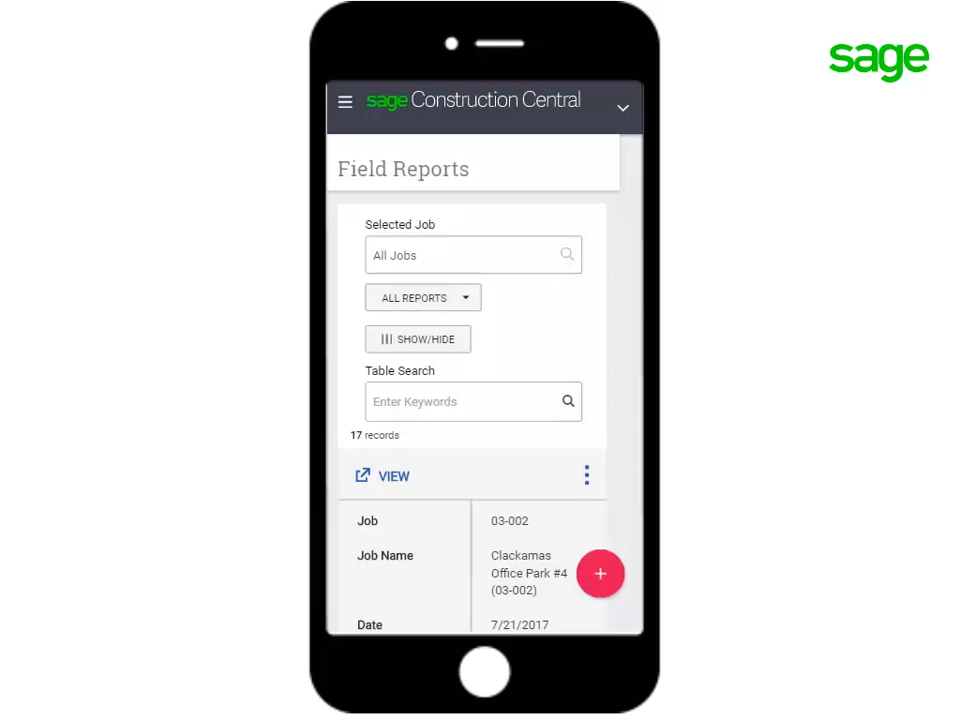 sage
sage Construction Central
Field Reports
Selected Job
All Jobs
ALL REPORTS
SHOW/HIDE
Table Search
Enter Keywords
17 records
VIEW
Job 03-002
Job Name Clackamas
Office Park #4
(03-002)
Date 7/21/2017